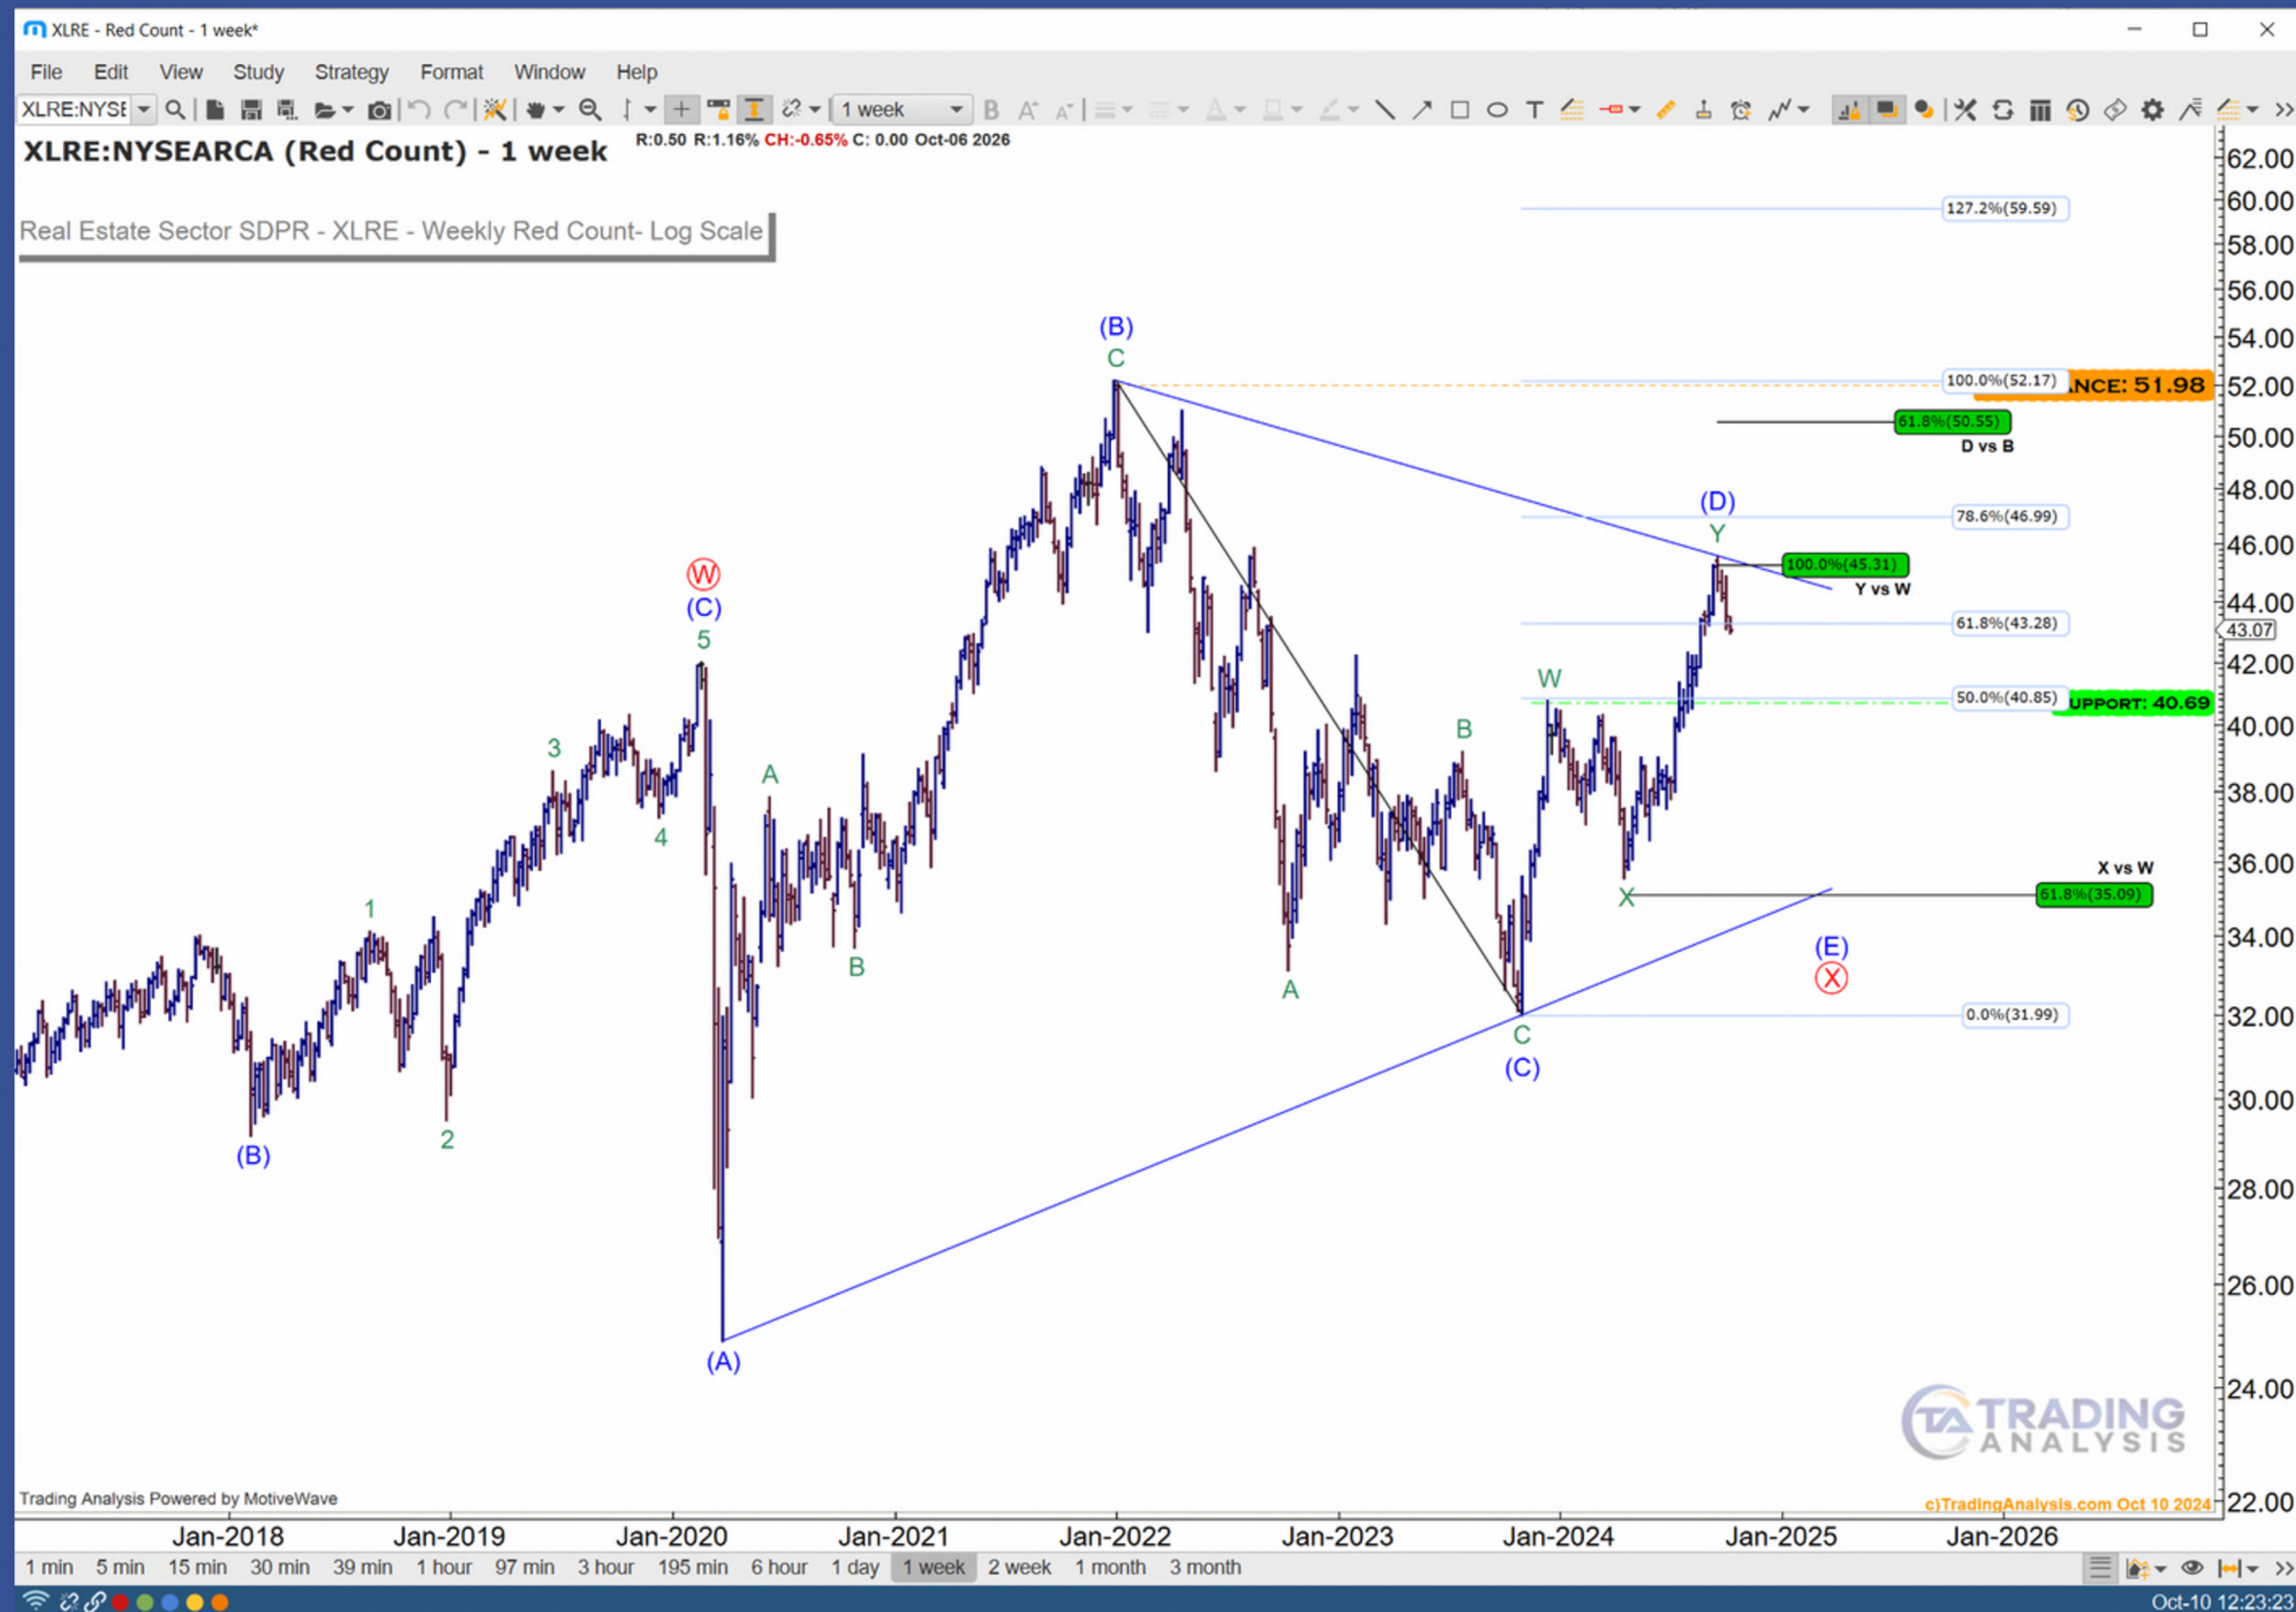 XLRE - Red Count - 1 week*
File Edit View Study Strategy Format Window Help
XLRE:NYSE 1 week
R:0.50 R:1.16% CH:-0.65% C: 0.00 Oct-06 2026
XLRE:NYSEARCA (Red Count) - 1 week
Real Estate Sector SDPR - XLRE - Weekly Red Count- Log Scale
62.00
127.2%(59.59)
60.00
58.00
56.00
(B)
C
54.00
100.0%(52.17)
ANCE: 51.98
52.00
61.8%(50.55)
D vs B
50.00
48.00
(D)
78.6%(46.99)
Y
46.00
100.0%(45.31)
Y vs W
W
(C)
5
44.00
61.8%(43.28)
43.07
42.00
W
50.0%(40.85)
UPPORT: 40.69
40.00
3
B
A
4
38.00
36.00
X vs W
61.8%(35.09)
X
1
34.00
(E)
X
B
A
32.00
0.0%(31.99)
C
(C)
30.00
2
(B)
28.00
26.00
(A)
24.00
TA TRADING
ANALYSIS
Trading Analysis Powered by MotiveWave
c)TradingAnalysis.com Oct 10 2024
22.00
Jan-2018 Jan-2019 Jan-2020 Jan-2021 Jan-2022 Jan-2023 Jan-2024 Jan-2025 Jan-2026
1 min 5 min 15 min 30 min 39 min 1 hour 97 min 3 hour 195 min 6 hour 1 day 1 week 2 week 1 month 3 month
Oct-10 12:23:23